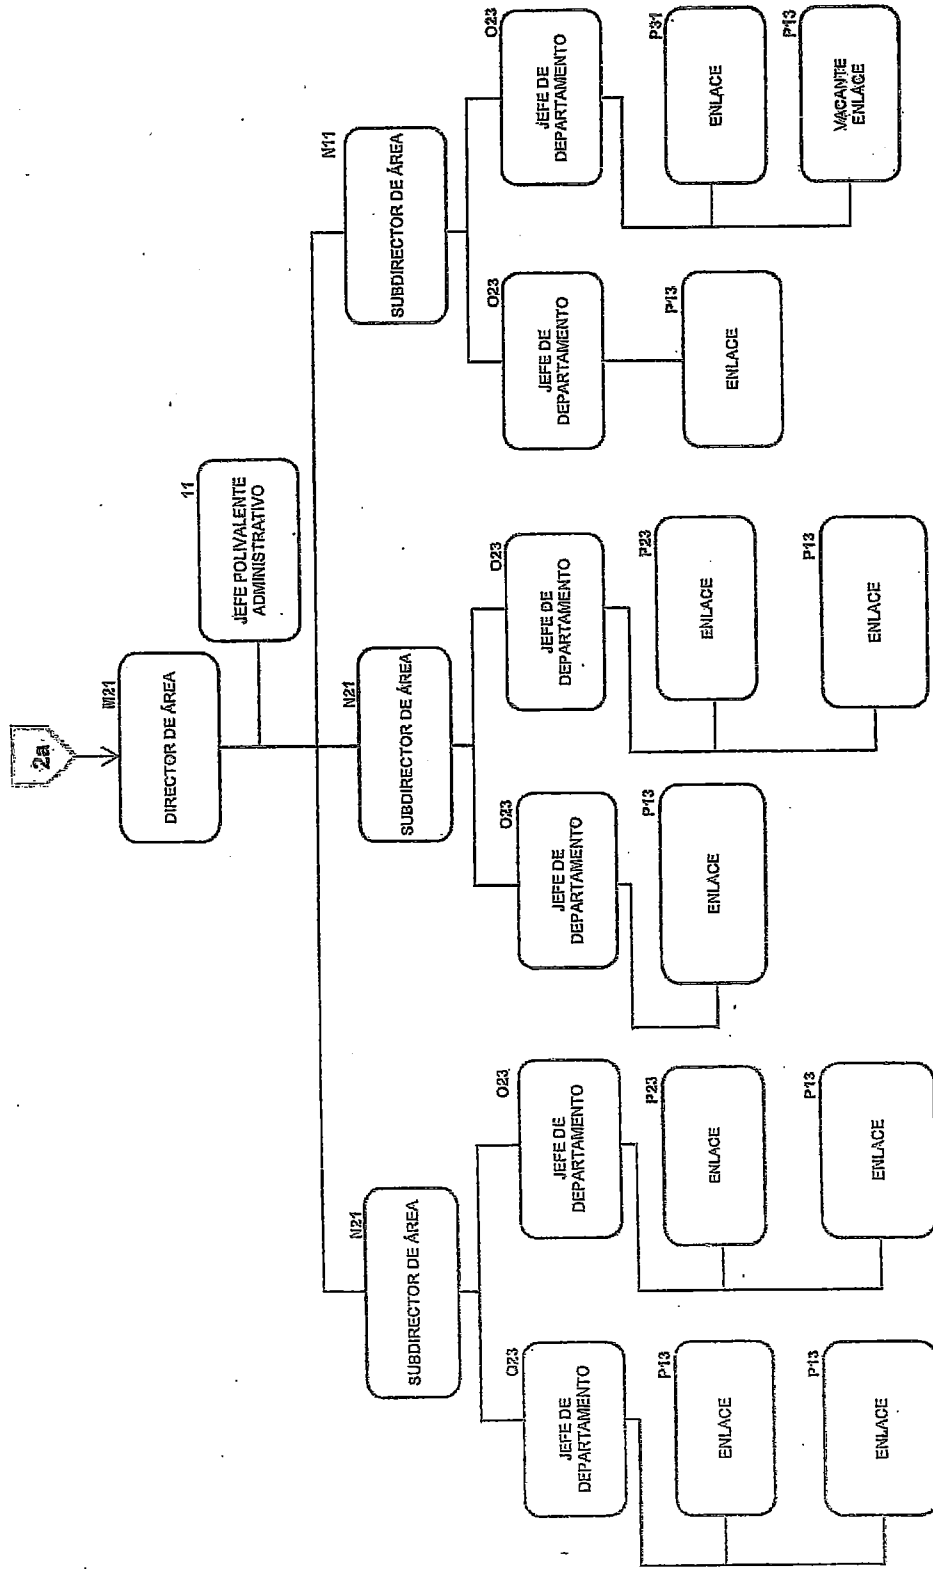 2a
M21
DIRECTOR DE ÁREA
11
JEFE POLIVALENTE
ADMINISTRATIVO
N21
SUBDIRECTOR DE ÁREA
N21
SUBDIRECTOR DE ÁREA
N11
SUBDIRECTOR DE ÁREA
O23
JEFE DE
DEPARTAMENTO
O23
JEFE DE
DEPARTAMENTO
O23
JEFE DE
DEPARTAMENTO
O23
JEFE DE
DEPARTAMENTO
O23
JEFE DE
DEPARTAMENTO
O23
JEFE DE
DEPARTAMENTO
P13
ENLACE
P23
ENLACE
P13
ENLACE
P23
ENLACE
P13
ENLACE
P31
ENLACE
P13
ENLACE
P13
ENLACE
P13
ENLACE
P13
VACANTE
ENLACE